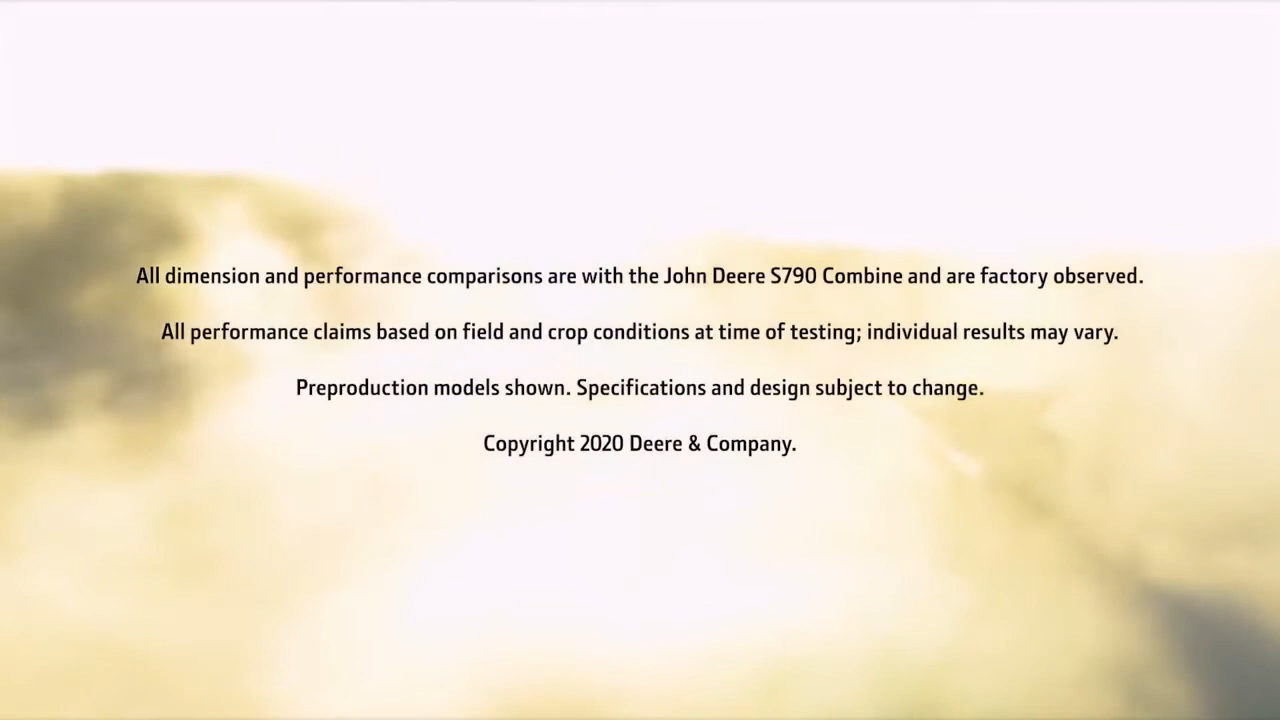 All dimension and performance comparisons are with the John Deere S790 Combine and are factory observed.
All performance claims based on field and crop conditions at time of testing; individual results may vary.
Preproduction models shown. Specifications and design subject to change.
Copyright 2020 Deere & Company.